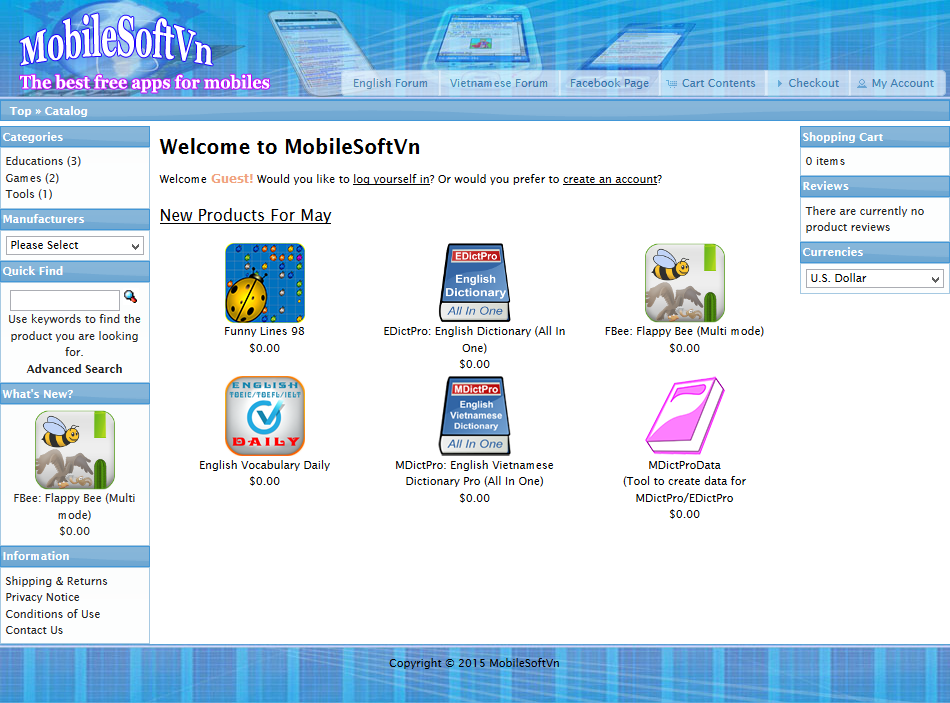 MobileSoftVn
The best free apps for mobiles
English Forum
Vietnamese Forum
Facebook Page
Cart Contents
Checkout
My Account
Top » Catalog
Categories
Educations (3)
Games (2)
Tools (1)
Manufacturers
Please Select
Quick Find
Use keywords to find the
product you are looking
for.
Advanced Search
What's New?
FBee: Flappy Bee (Multi
mode)
$0.00
Information
Shipping & Returns
Privacy Notice
Conditions of Use
Contact Us
Welcome to MobileSoftVn
Welcome Guest! Would you like to log yourself in? Or would you prefer to create an account?
New Products For May
Funny Lines 98
$0.00
EDictPro
English
Dictionary
All In One
EDictPro: English Dictionary (All In
One)
$0.00
FBee: Flappy Bee (Multi mode)
$0.00
ENGLISH
TOEIC/TOEFL/IELT
DAILY
English Vocabulary Daily
$0.00
MDictPro
English
Vietnamese
Dictionary
All In One
MDictPro: English Vietnamese
Dictionary Pro (All In One)
$0.00
MDictProData
(Tool to create data for
MDictPro/EDictPro
$0.00
Shopping Cart
0 items
Reviews
There are currently no
product reviews
Currencies
U.S. Dollar
Copyright © 2015 MobileSoftVn